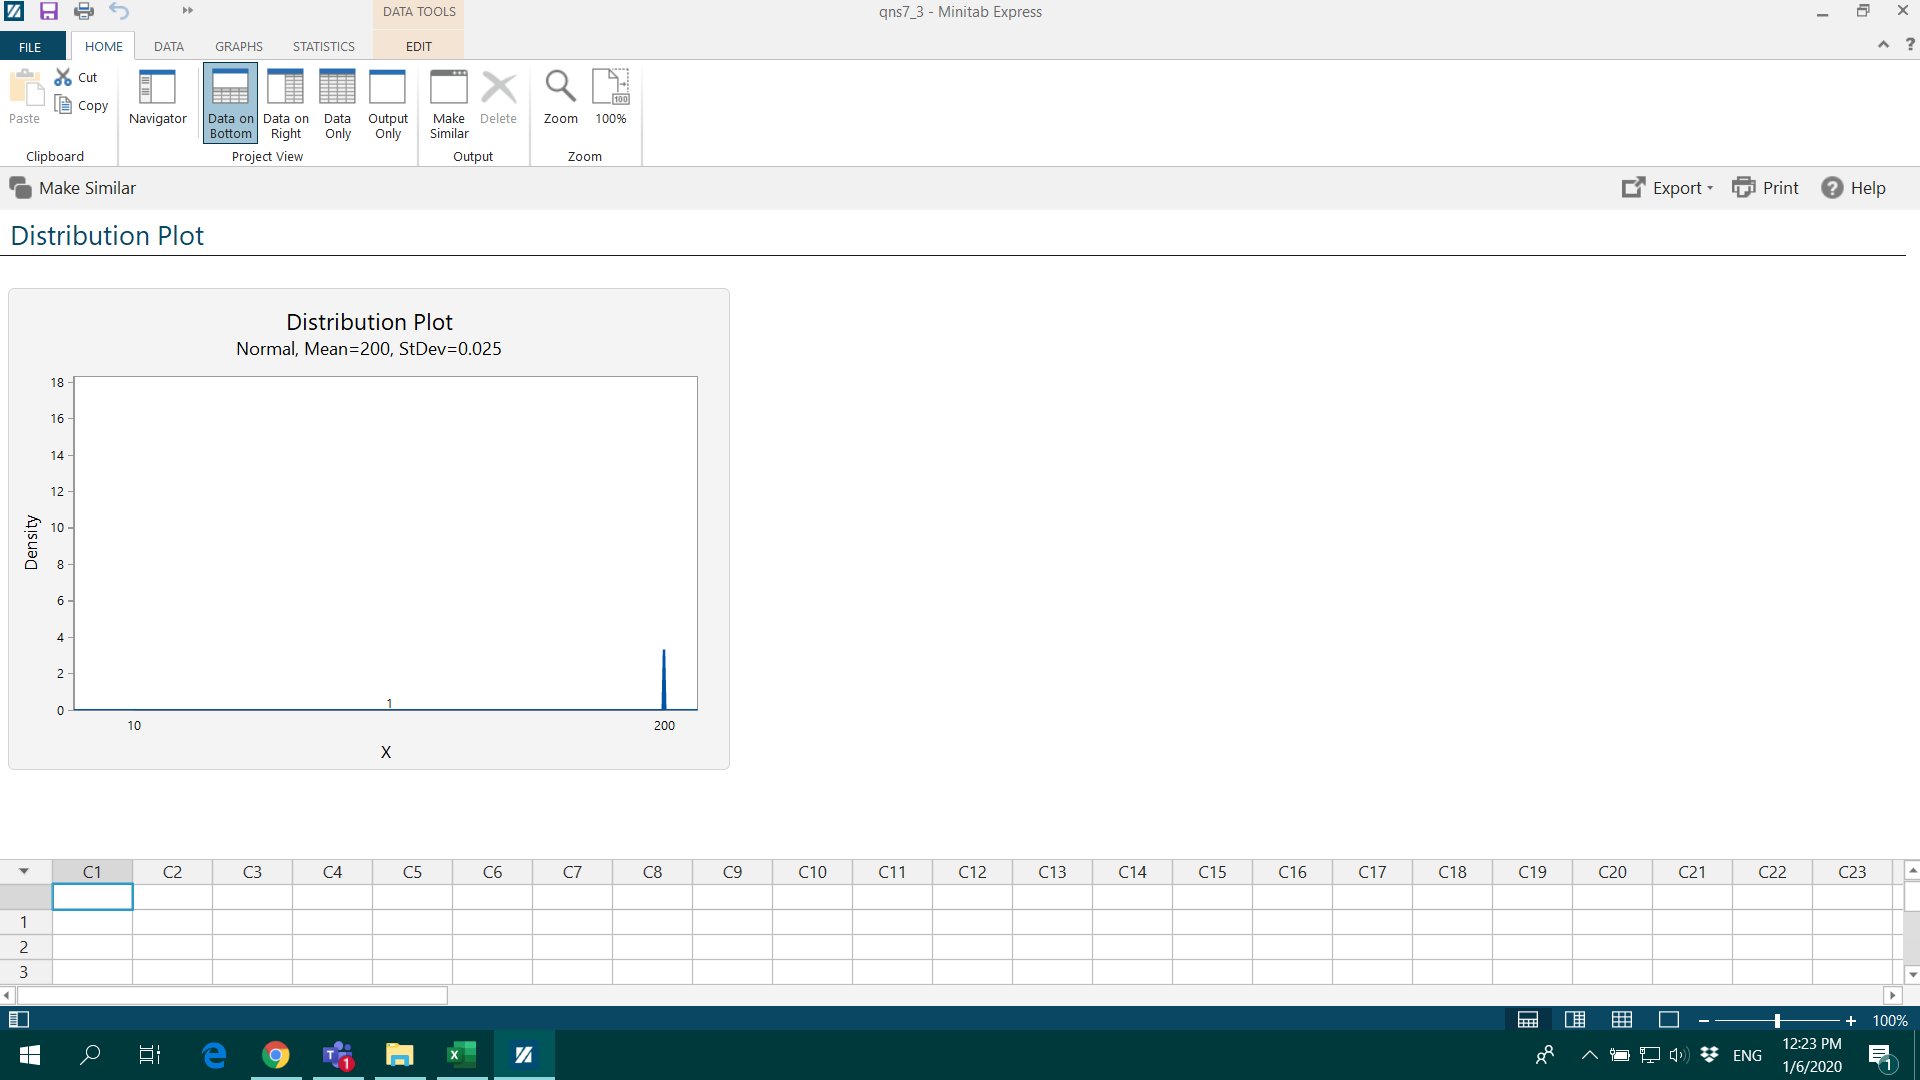 qns7_3 - Minitab Express
DATA TOOLS
FILE HOME DATA GRAPHS STATISTICS EDIT
?
Paste
Cut
Copy
Clipboard
Navigator
Data on Bottom
Data on Right
Data Only
Output Only
Project View
Make Similar
Delete
Output
Zoom
100
100%
Zoom
Make Similar
Export
Print
? Help
Distribution Plot
Distribution Plot
Normal, Mean=200, StDev=0.025
18
16
14
12
10
8
6
4
2
0
Density
1
10 200
X
C1 C2 C3 C4 C5 C6 C7 C8 C9 C10 C11 C12 C13 C14 C15 C16 C17 C18 C19 C20 C21 C22 C23
1
2
3
100%
T
1
X
ENG
12:23 PM
1/6/2020
1